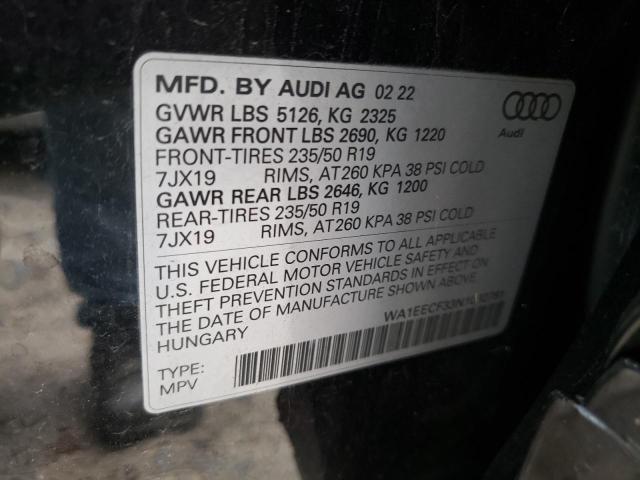 MFD. BY AUDI AG 02 22
GVWR LBS 5126, KG 2325
GAWR FRONT LBS 2690, KG 1220
FRONT-TIRES 235/50 R19
7JX19 RIMS, AT260 KPA 38 PSI COLD
GAWR REAR LBS 2646, KG 1200
REAR-TIRES 235/50 R19
7JX19 RIMS, AT260 KPA 38 PSI COLD
THIS VEHICLE CONFORMS TO ALL APPLICABLE
U.S. FEDERAL MOTOR VEHICLE SAFETY AND
THEFT PREVENTION STANDARDS IN EFFECT ON
THE DATE OF MANUFACTURE SHOWN ABOVE.
HUNGARY
TYPE:
MPV
Audi